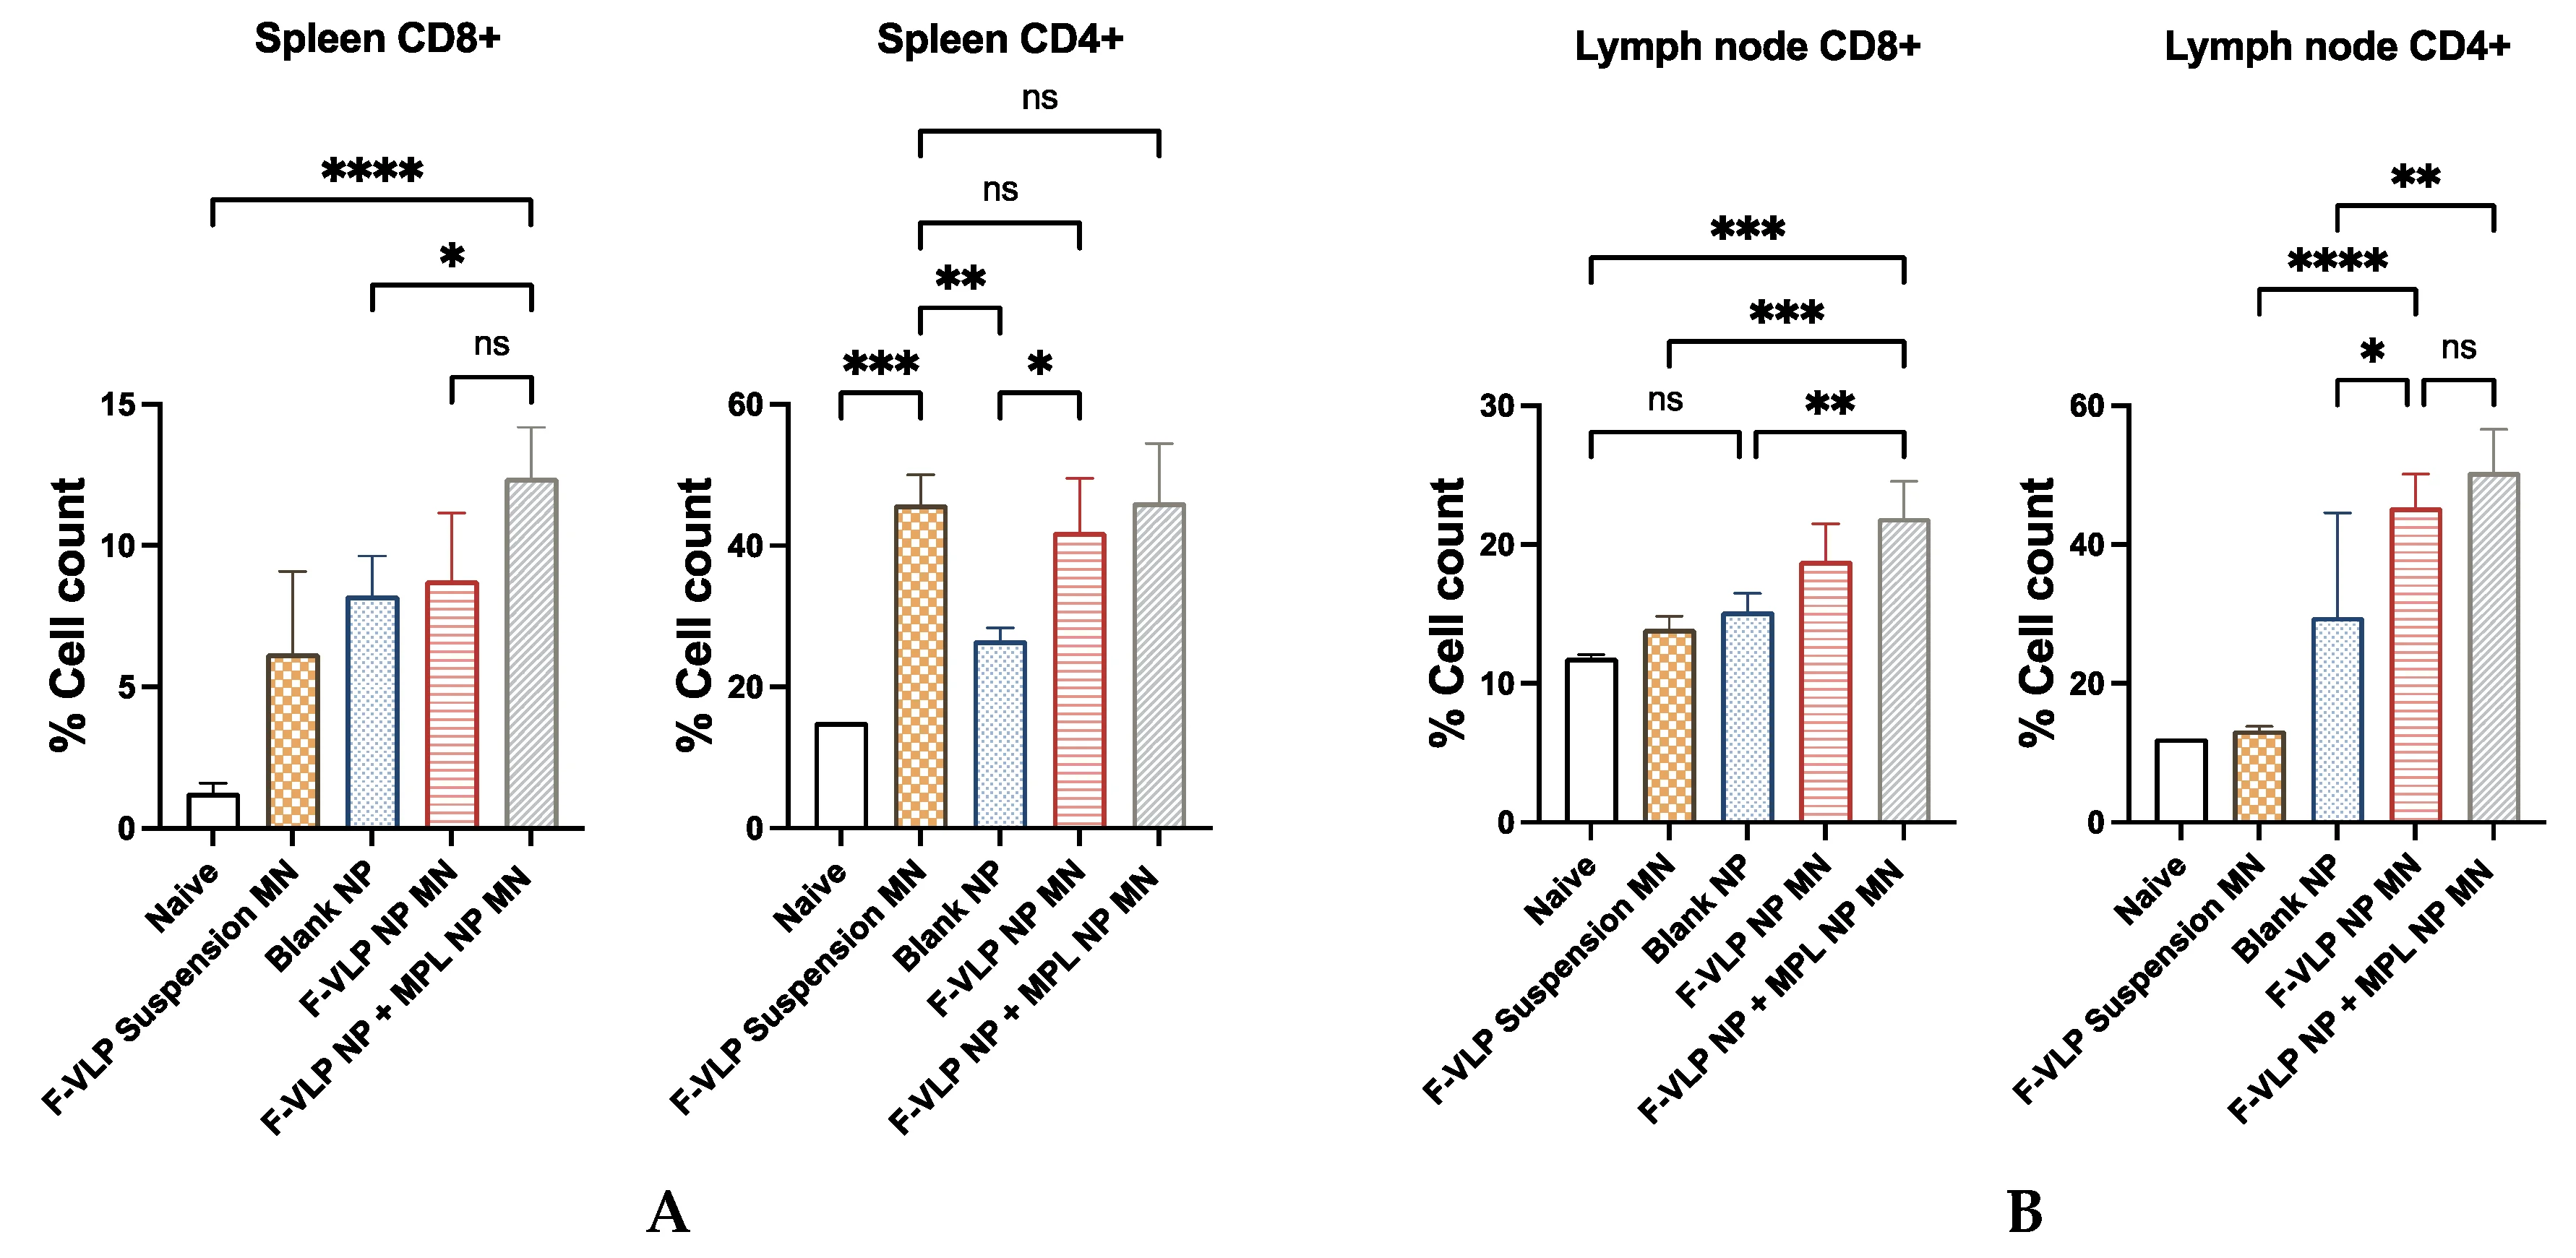 Spleen CD8+
****
*
ns
15
10
5
0
% Cell count
Naive
F-VLP Suspension MN
Blank NP
F-VLP NP MN
F-VLP NP + MPL NP MN
Spleen CD4+
ns
ns
**
***
*
60
40
20
0
% Cell count
Naive
F-VLP Suspension MN
Blank NP
F-VLP NP MN
F-VLP NP + MPL NP MN
A
Lymph node CD8+
***
***
ns
**
30
20
10
0
% Cell count
Naive
F-VLP Suspension MN
Blank NP
F-VLP NP MN
F-VLP NP + MPL NP MN
Lymph node CD4+
**
****
*
ns
60
40
20
0
% Cell count
Naive
F-VLP Suspension MN
Blank NP
F-VLP NP MN
F-VLP NP + MPL NP MN
B